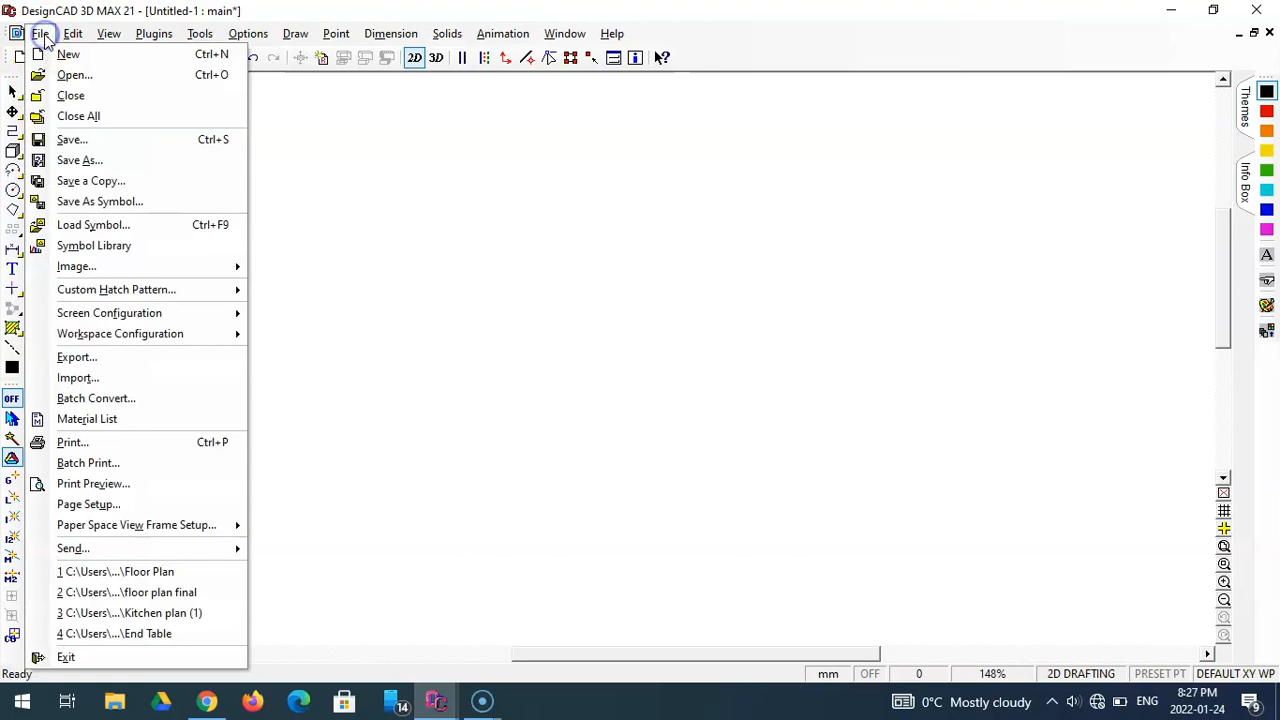 DesignCAD 3D MAX 21 - [Untitled-1 : main*]
File Edit View Plugins Tools Options Draw Point Dimension Solids Animation Window Help
2D 3D
New Ctrl+N
Open... Ctrl+O
Close
Close All
Save... Ctrl+S
Save As...
Save a Copy...
Save As Symbol...
Load Symbol... Ctrl+F9
Symbol Library
Image...
Custom Hatch Pattern...
Screen Configuration
Workspace Configuration
Export...
Import...
Batch Convert...
Material List
Print... Ctrl+P
Batch Print...
Print Preview...
Page Setup...
Paper Space View Frame Setup...
Send...
1 C:\Users\...\Floor Plan
2 C:\Users\...\floor plan final
3 C:\Users\...\Kitchen plan (1)
4 C:\Users\...\End Table
Exit
OFF
Themes
Info Box
Ready mm OFF 0 148% 2D DRAFTING PRESET PT DEFAULT XY WP
14 0°C Mostly cloudy ENG 8:27 PM
2022-01-24 9